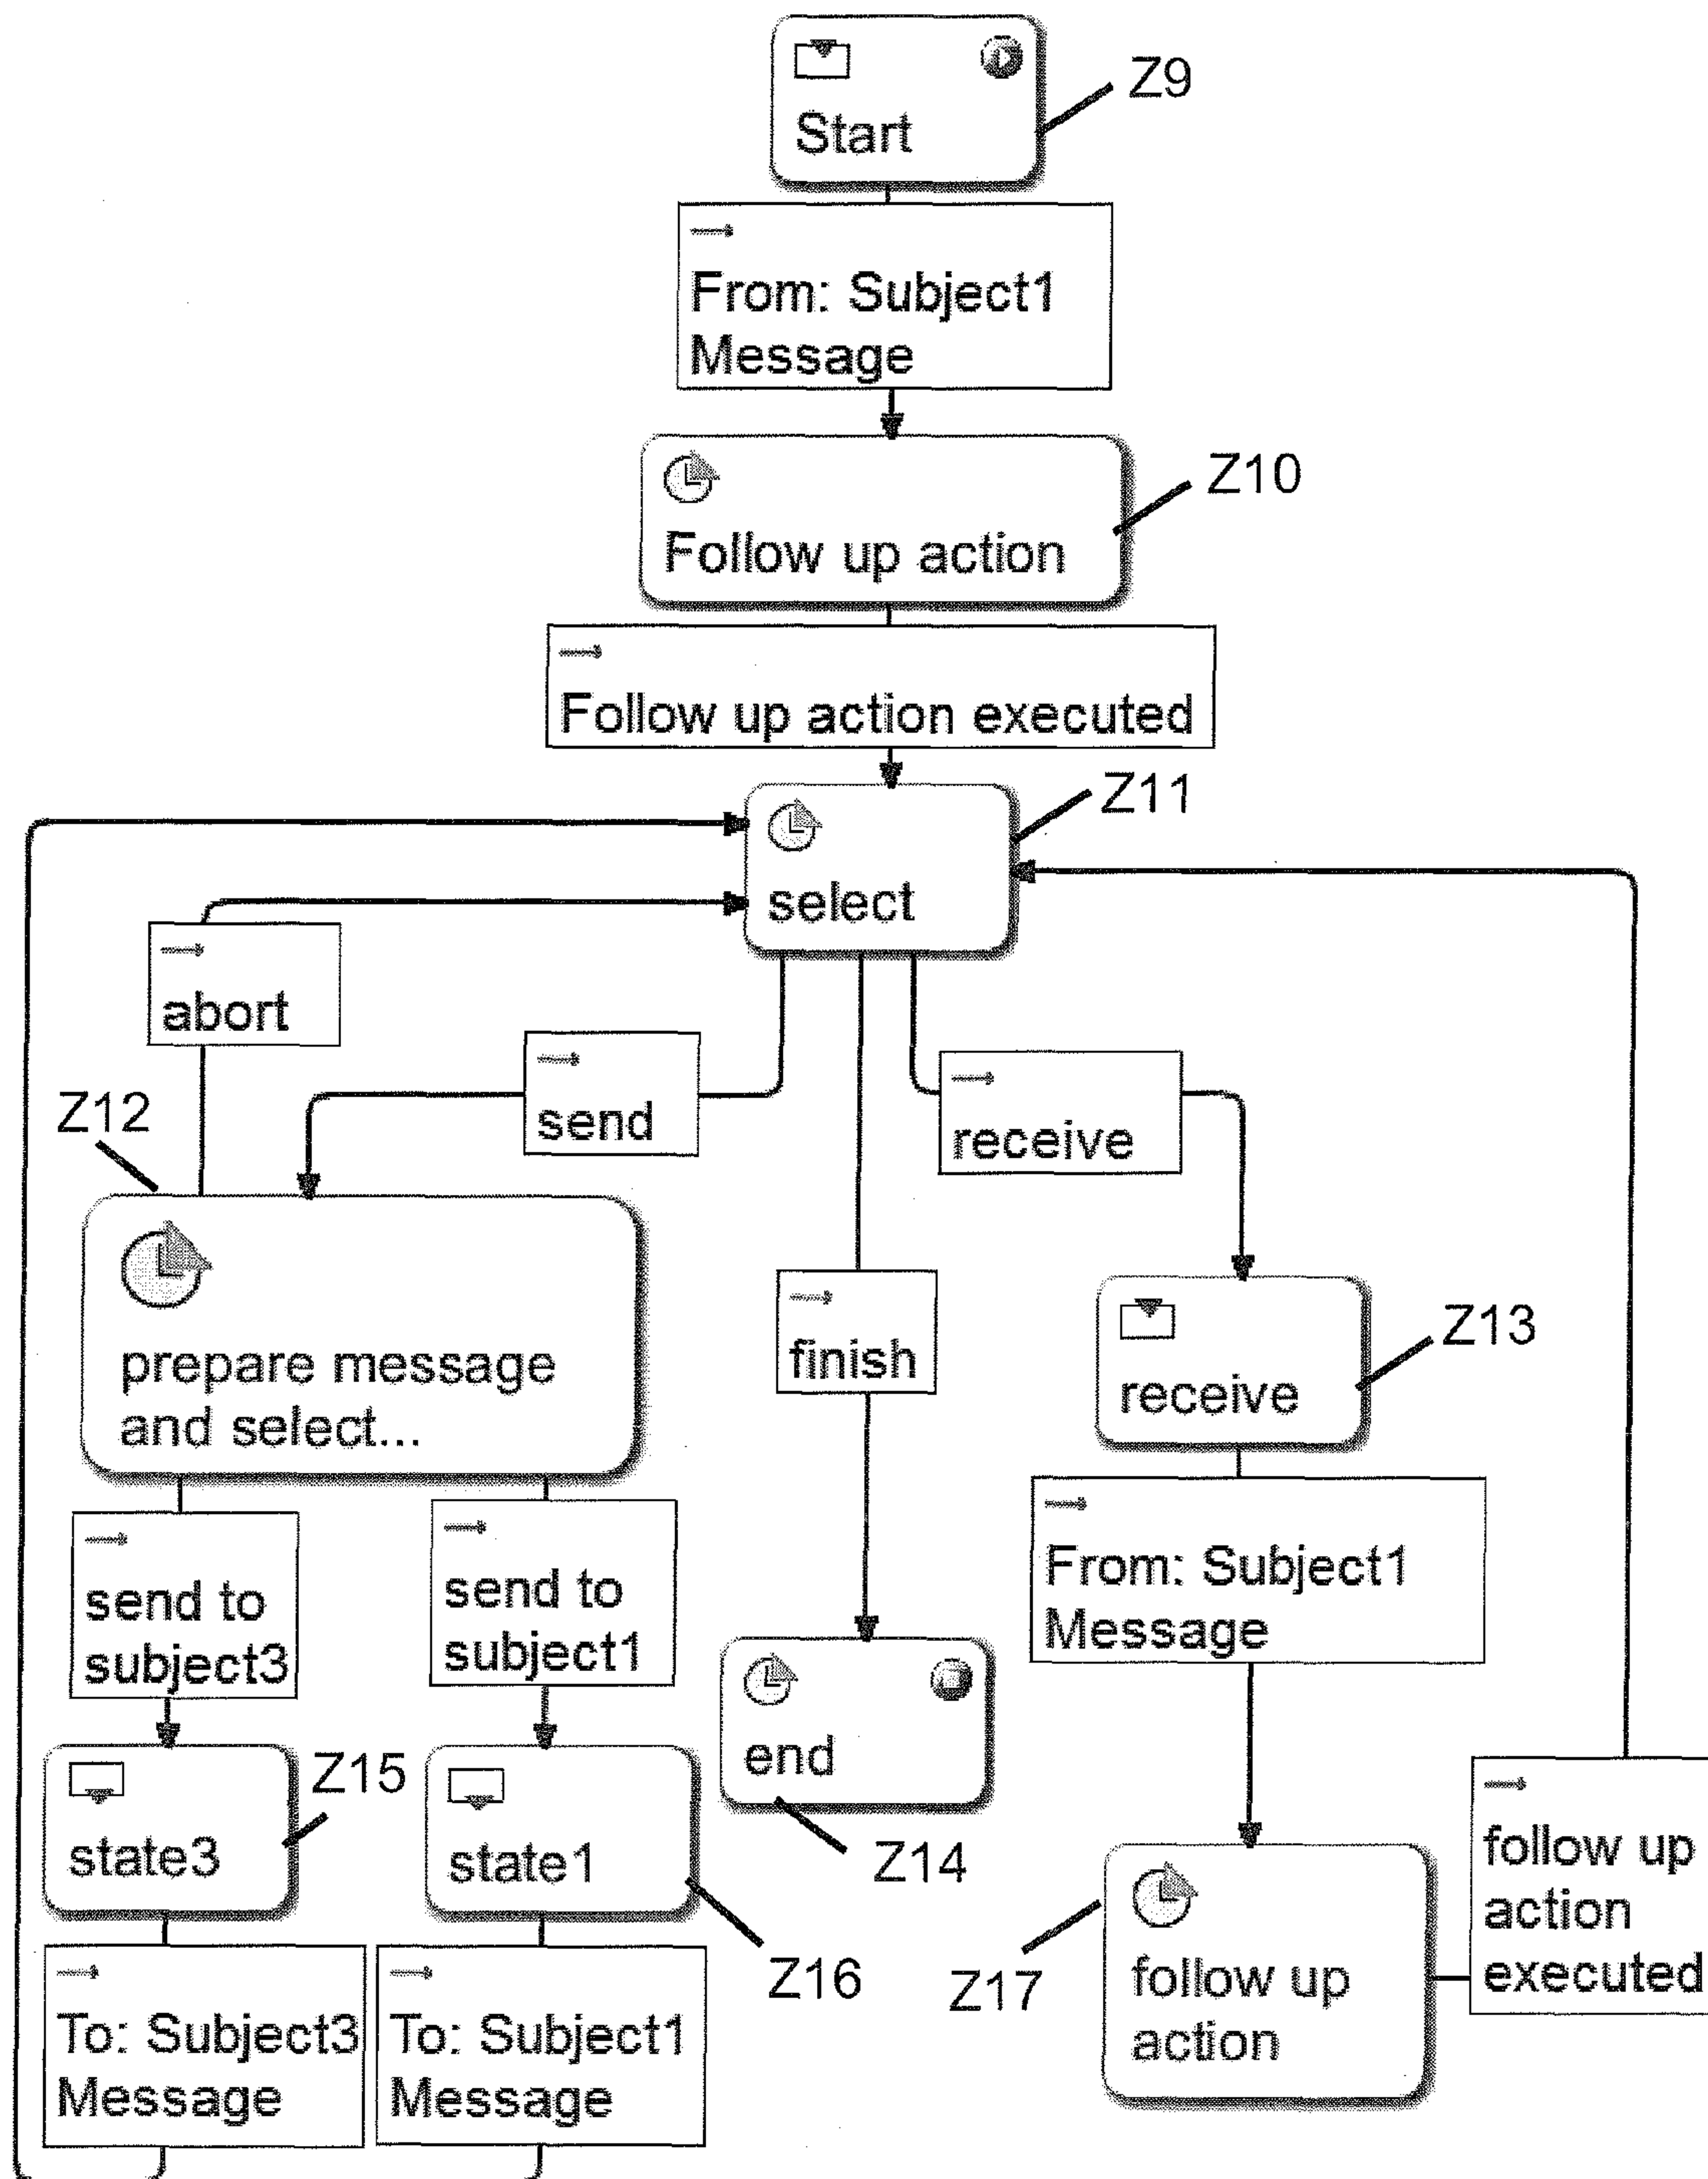 Start
Z9
From: Subject1
Message
Follow up action
Z10
Follow up action executed
select
Z11
abort
send
receive
Z12
prepare message
and select...
finish
receive
Z13
send to
subject3
send to
subject1
From: Subject1
Message
state3
Z15
state1
Z16
end
Z14
follow up
action
Z17
follow up
action
executed
To: Subject3
Message
To: Subject1
Message